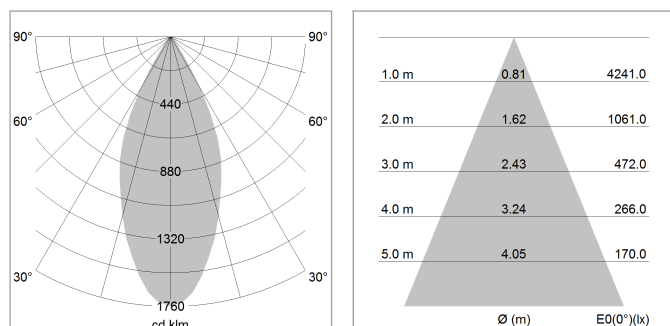 90° 90°
440
60° 60°
880
1320
30° 30°
1760
cd klm
1.0 m 0.81 4241.0
2.0 m 1.62 1061.0
3.0 m 2.43 472.0
4.0 m 3.24 266.0
5.0 m 4.05 170.0
Ø (m) E0(0°)(lx)